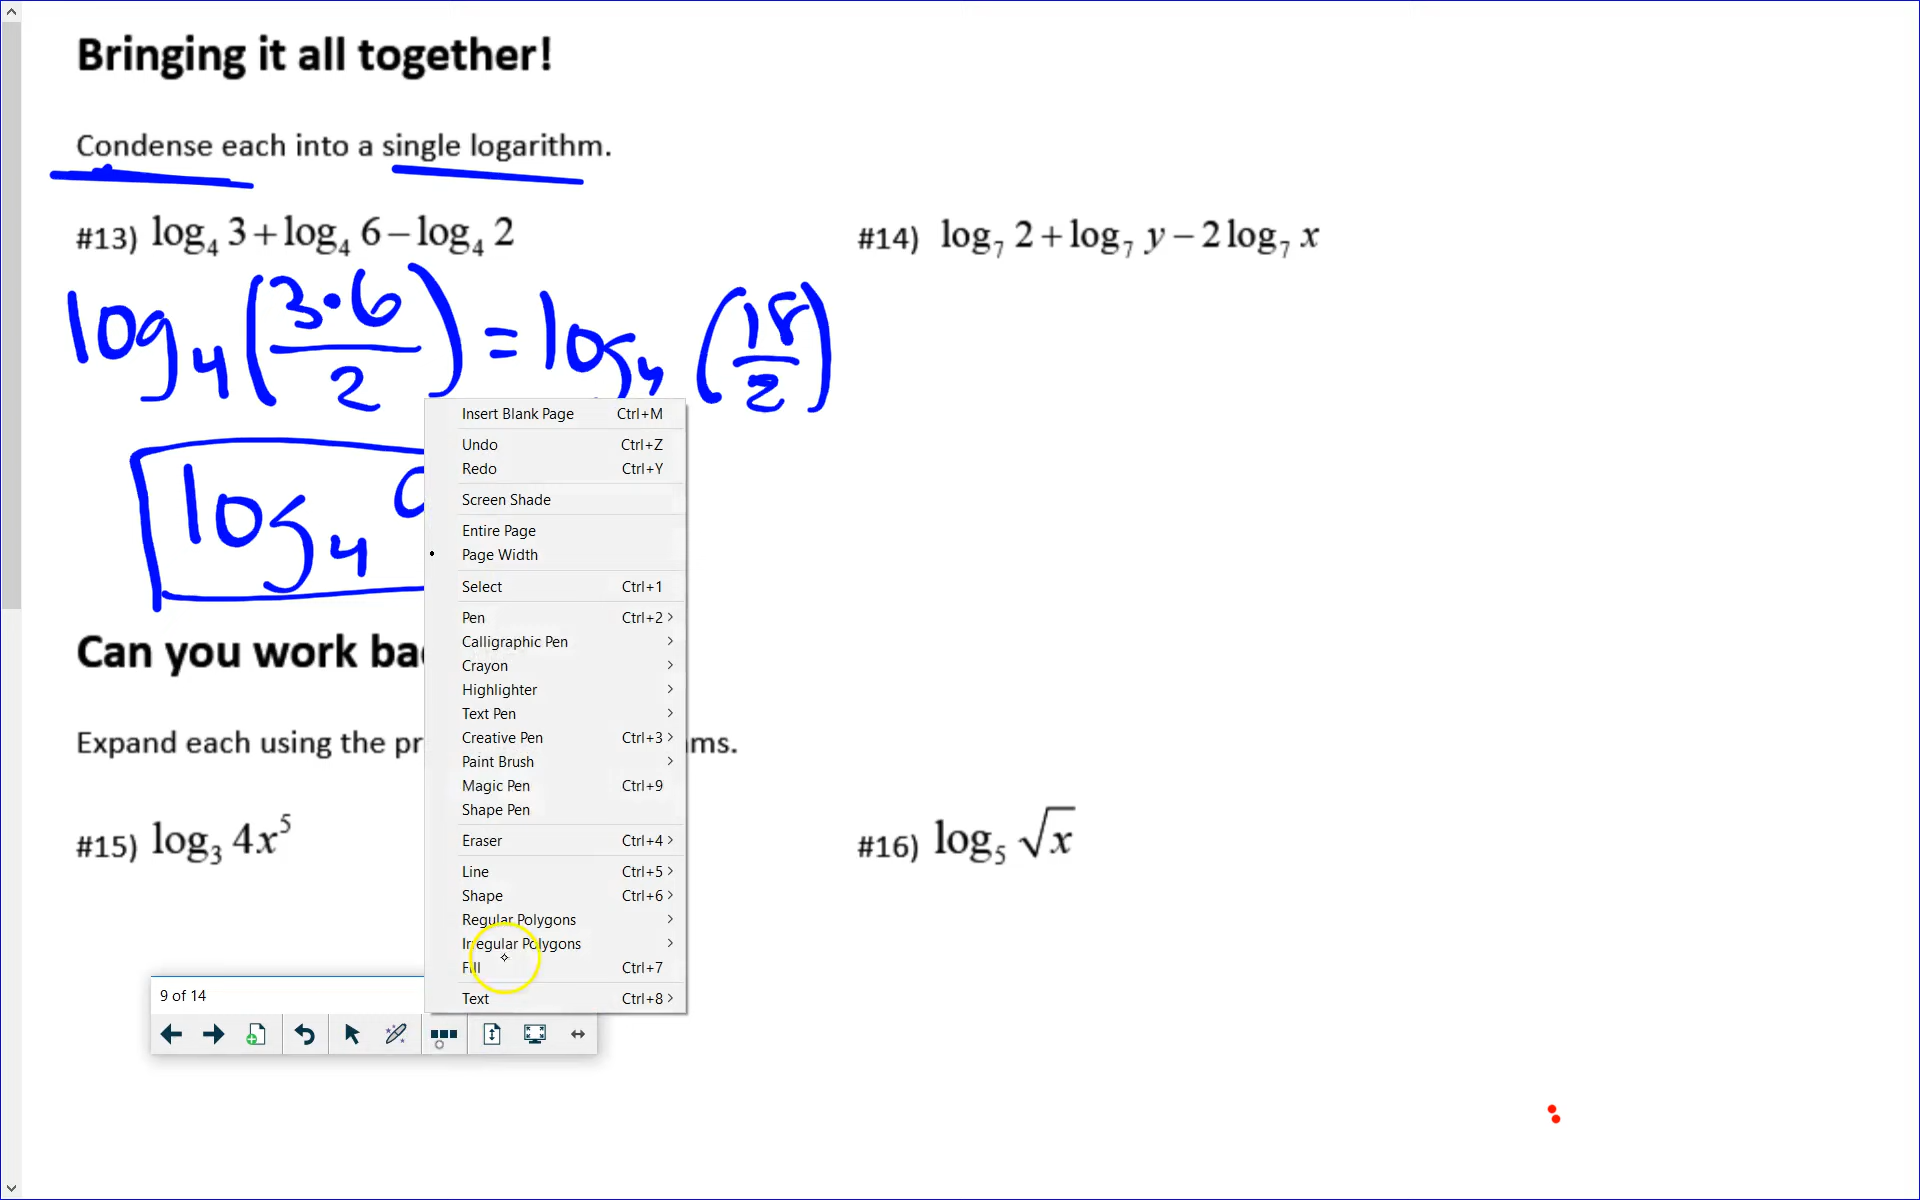 Bringing it all together!
Condense each into a single logarithm.
#13) log₄ 3 + log₄ 6 − log₄ 2
#14) log₇ 2 + log₇ y − 2 log₇ x
log₄ (3·6/2) = log₄ (18/2)
log₄
Insert Blank Page Ctrl+M
Undo Ctrl+Z
Redo Ctrl+Y
Screen Shade
Entire Page
Page Width
Select Ctrl+1
Pen Ctrl+2
Calligraphic Pen
Crayon
Highlighter
Text Pen
Creative Pen Ctrl+3
Paint Brush
Magic Pen Ctrl+9
Shape Pen
Eraser Ctrl+4
Line Ctrl+5
Shape Ctrl+6
Regular Polygons
Irregular Polygons
Fill Ctrl+7
Text Ctrl+8
Can you work
Expand each using the
#15) log₃ 4x⁵
#16) log₅ √x
9 of 14